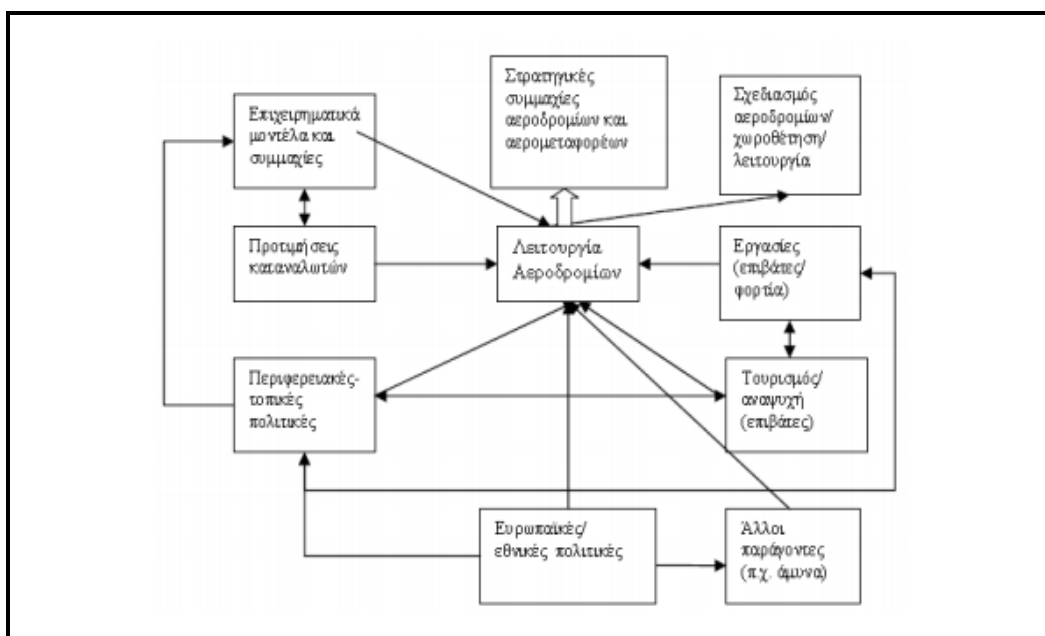 Στρατηγικές
συμμαχίες
αεροδρομίων και
αερομεταφορέων
Σχεδιασμός
αεροδρομίων/
χωροθέτηση/
λειτουργία
Επιχειρηματικά
μοντέλα και
συμμαχίες
Προτιμήσεις
καταναλωτών
Λειτουργία
Αεροδρομίων
Εργασίες
(επιβάτες/
φορτία)
Περιφερειακές-
τοπικές
πολιτικές
Τουρισμός/
αναψυχή
(επιβάτες)
Ευρωπαϊκές/
εθνικές πολιτικές
Άλλοι
παράγοντες
(π.χ. άμυνα)